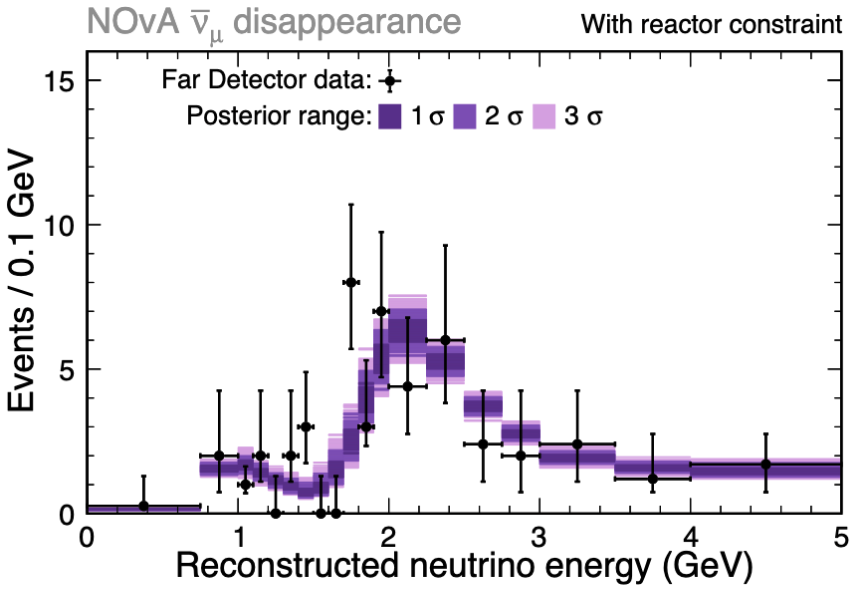 NOvA ν̄μ disappearance
With reactor constraint
Far Detector data:
Posterior range: 1 σ 2 σ 3 σ
15
10
5
0
Events / 0.1 GeV
0 1 2 3 4 5
Reconstructed neutrino energy (GeV)